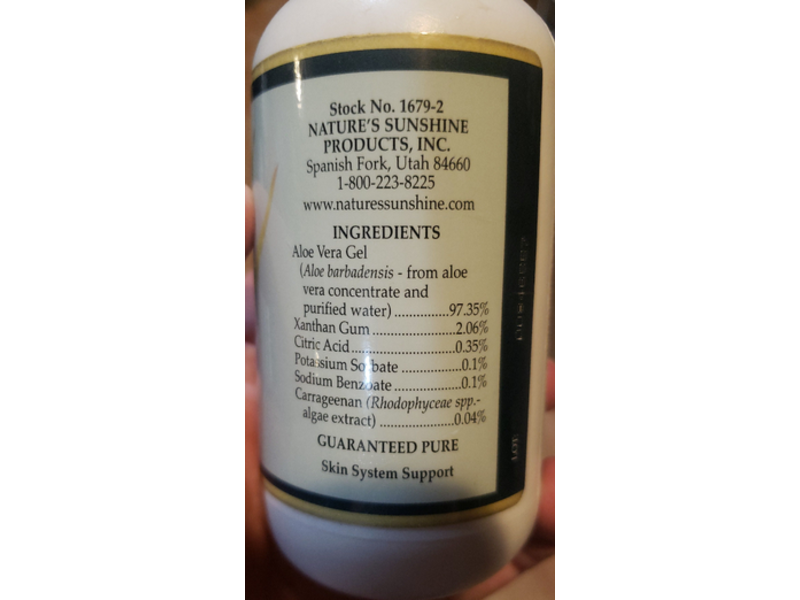 Stock No. 1679-2
NATURE'S SUNSHINE
PRODUCTS, INC.
Spanish Fork, Utah 84660
1-800-223-8225
www.naturessunshine.com
INGREDIENTS
Aloe Vera Gel
(Aloe barbadensis - from aloe
vera concentrate and
purified water) ..............97.35%
Xanthan Gum .....................2.06%
Citric Acid..........................0.35%
Potassium Sorbate ...............0.1%
Sodium Benzoate .................0.1%
Carrageenan (Rhodophyceae spp.-
algae extract) ....................0.04%
GUARANTEED PURE
Skin System Support
LOT